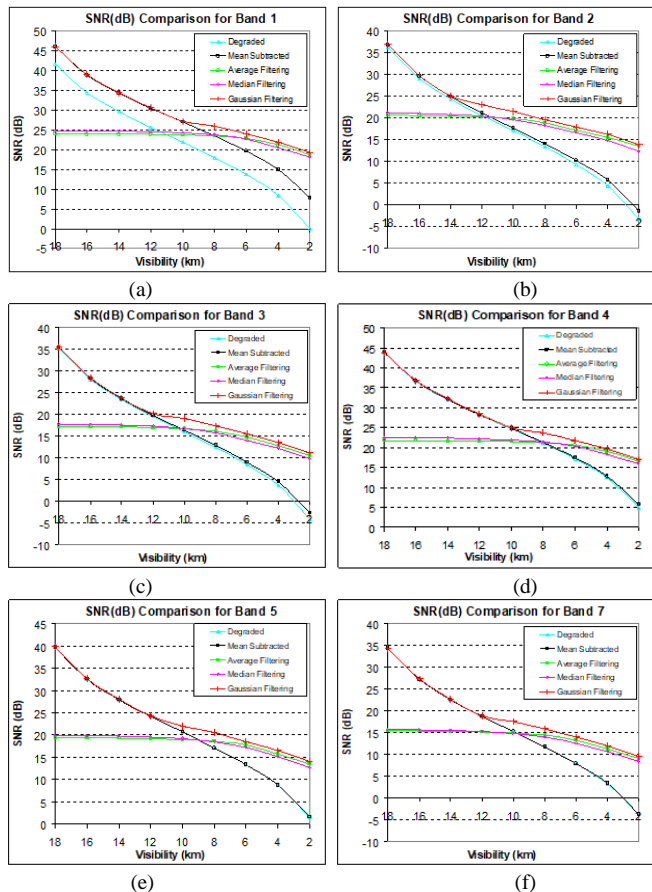 SNR(dB) Comparison for Band 1
50
45
40
35
30
25
20
15
10
5
0
-5
SNR (dB)
Degraded
Mean Subtracted
Average Filtering
Median Filtering
Gaussian Filtering
18 16 14 12 10 8 6 4 2
Visibility (km)
(a)
SNR(dB) Comparison for Band 2
40
35
30
25
20
15
10
5
0
-5
-10
SNR (dB)
Degraded
Mean Subtracted
Average Filtering
Median Filtering
Gaussian Filtering
18 16 14 12 10 8 6 4 2
Visibility (km)
(b)
SNR(dB) Comparison for Band 3
40
35
30
25
20
15
10
5
0
-5
-10
SNR (dB)
Degraded
Mean Subtracted
Average Filtering
Median Filtering
Gaussian Filtering
18 16 14 12 10 8 6 4 2
Visibility (km)
(c)
SNR(dB) Comparison for Band 4
50
45
40
35
30
25
20
15
10
5
0
SNR (dB)
Degraded
Mean Subtracted
Average Filtering
Median Filtering
Gaussian Filtering
18 16 14 12 10 8 6 4 2
Visibility (km)
(d)
SNR(dB) Comparison for Band 5
45
40
35
30
25
20
15
10
5
0
SNR (dB)
Degraded
Mean Subtracted
Average Filtering
Median Filtering
Gaussian Filtering
18 16 14 12 10 8 6 4 2
Visibility (km)
(e)
SNR(dB) Comparison for Band 7
40
35
30
25
20
15
10
5
0
-5
-10
SNR (dB)
Degraded
Mean Subtracted
Average Filtering
Median Filtering
Gaussian Filtering
18 16 14 12 10 8 6 4 2
Visibility (km)
(f)